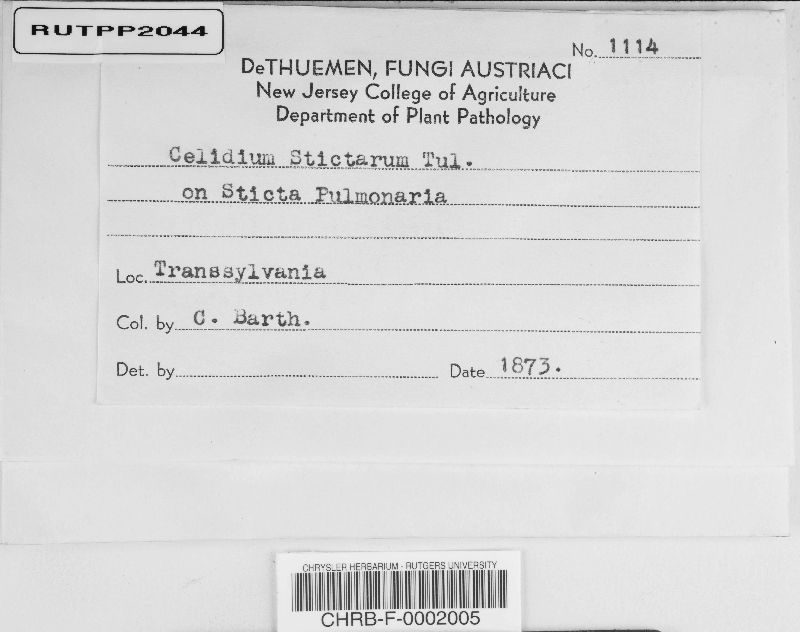 RUTPP2044
No. 1114
DeTHUEMEN, FUNGI AUSTRIACI
New Jersey College of Agriculture
Department of Plant Pathology
Celidium Stictarum Tul.
on Sticta Pulmonaria
Loc. Transsylvania
Col. by C. Barth.
Det. by
Date 1873.
CHRYSLER HERBARIUM - RUTGERS UNIVERSITY
CHRB-F-0002005